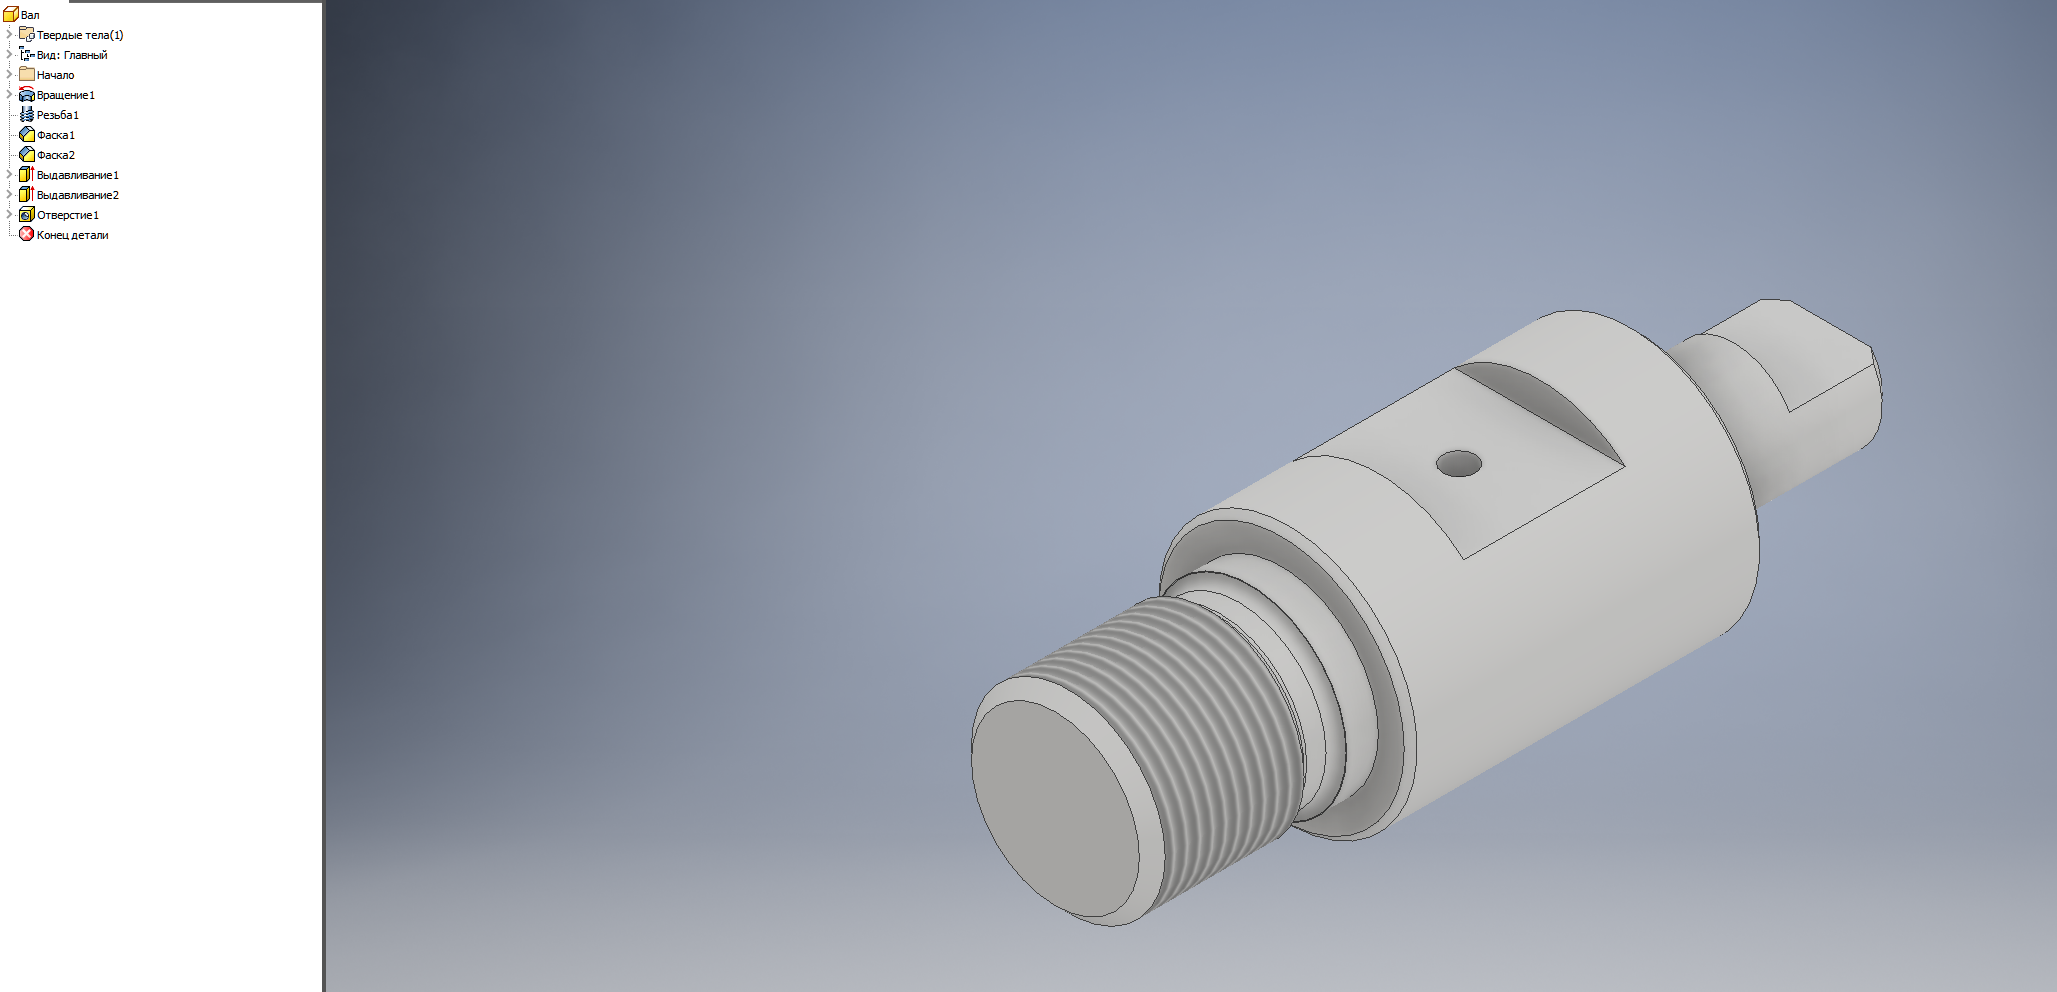 Вал
Твердые тела(1)
Вид: Главный
Начало
Вращение1
Резьба1
Фаска1
Фаска2
Выдавливание1
Выдавливание2
Отверстие1
Конец детали